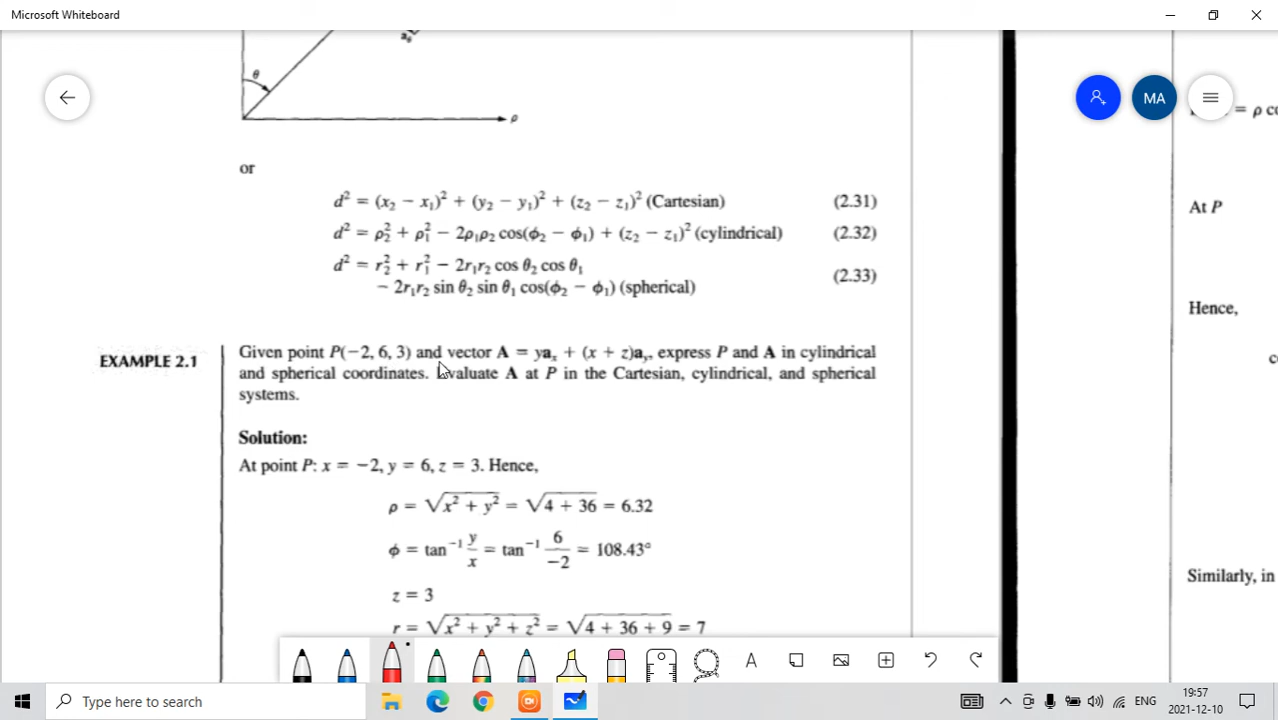 Microsoft Whiteboard
θ
ρ
MA
= ρ co
or
d² = (x₂ − x₁)² + (y₂ − y₁)² + (z₂ − z₁)² (Cartesian) (2.31)
At P
d² = ρ₂² + ρ₁² − 2ρ₁ρ₂ cos(ϕ₂ − ϕ₁) + (z₂ − z₁)² (cylindrical) (2.32)
d² = r₂² + r₁² − 2r₁r₂ cos θ₂ cos θ₁
− 2r₁r₂ sin θ₂ sin θ₁ cos(ϕ₂ − ϕ₁) (spherical) (2.33)
Hence,
EXAMPLE 2.1
Given point P(−2, 6, 3) and vector A = yaₓ + (x + z)aᵧ, express P and A in cylindrical
and spherical coordinates. Evaluate A at P in the Cartesian, cylindrical, and spherical
systems.
Solution:
At point P: x = −2, y = 6, z = 3. Hence,
ρ = √x² + y² = √4 + 36 = 6.32
ϕ = tan⁻¹ y/x = tan⁻¹ 6/−2 = 108.43°
Similarly, in
z = 3
r = √x² + y² + z² = √4 + 36 + 9 = 7
A
Type here to search
ENG
19:57
2021-12-10